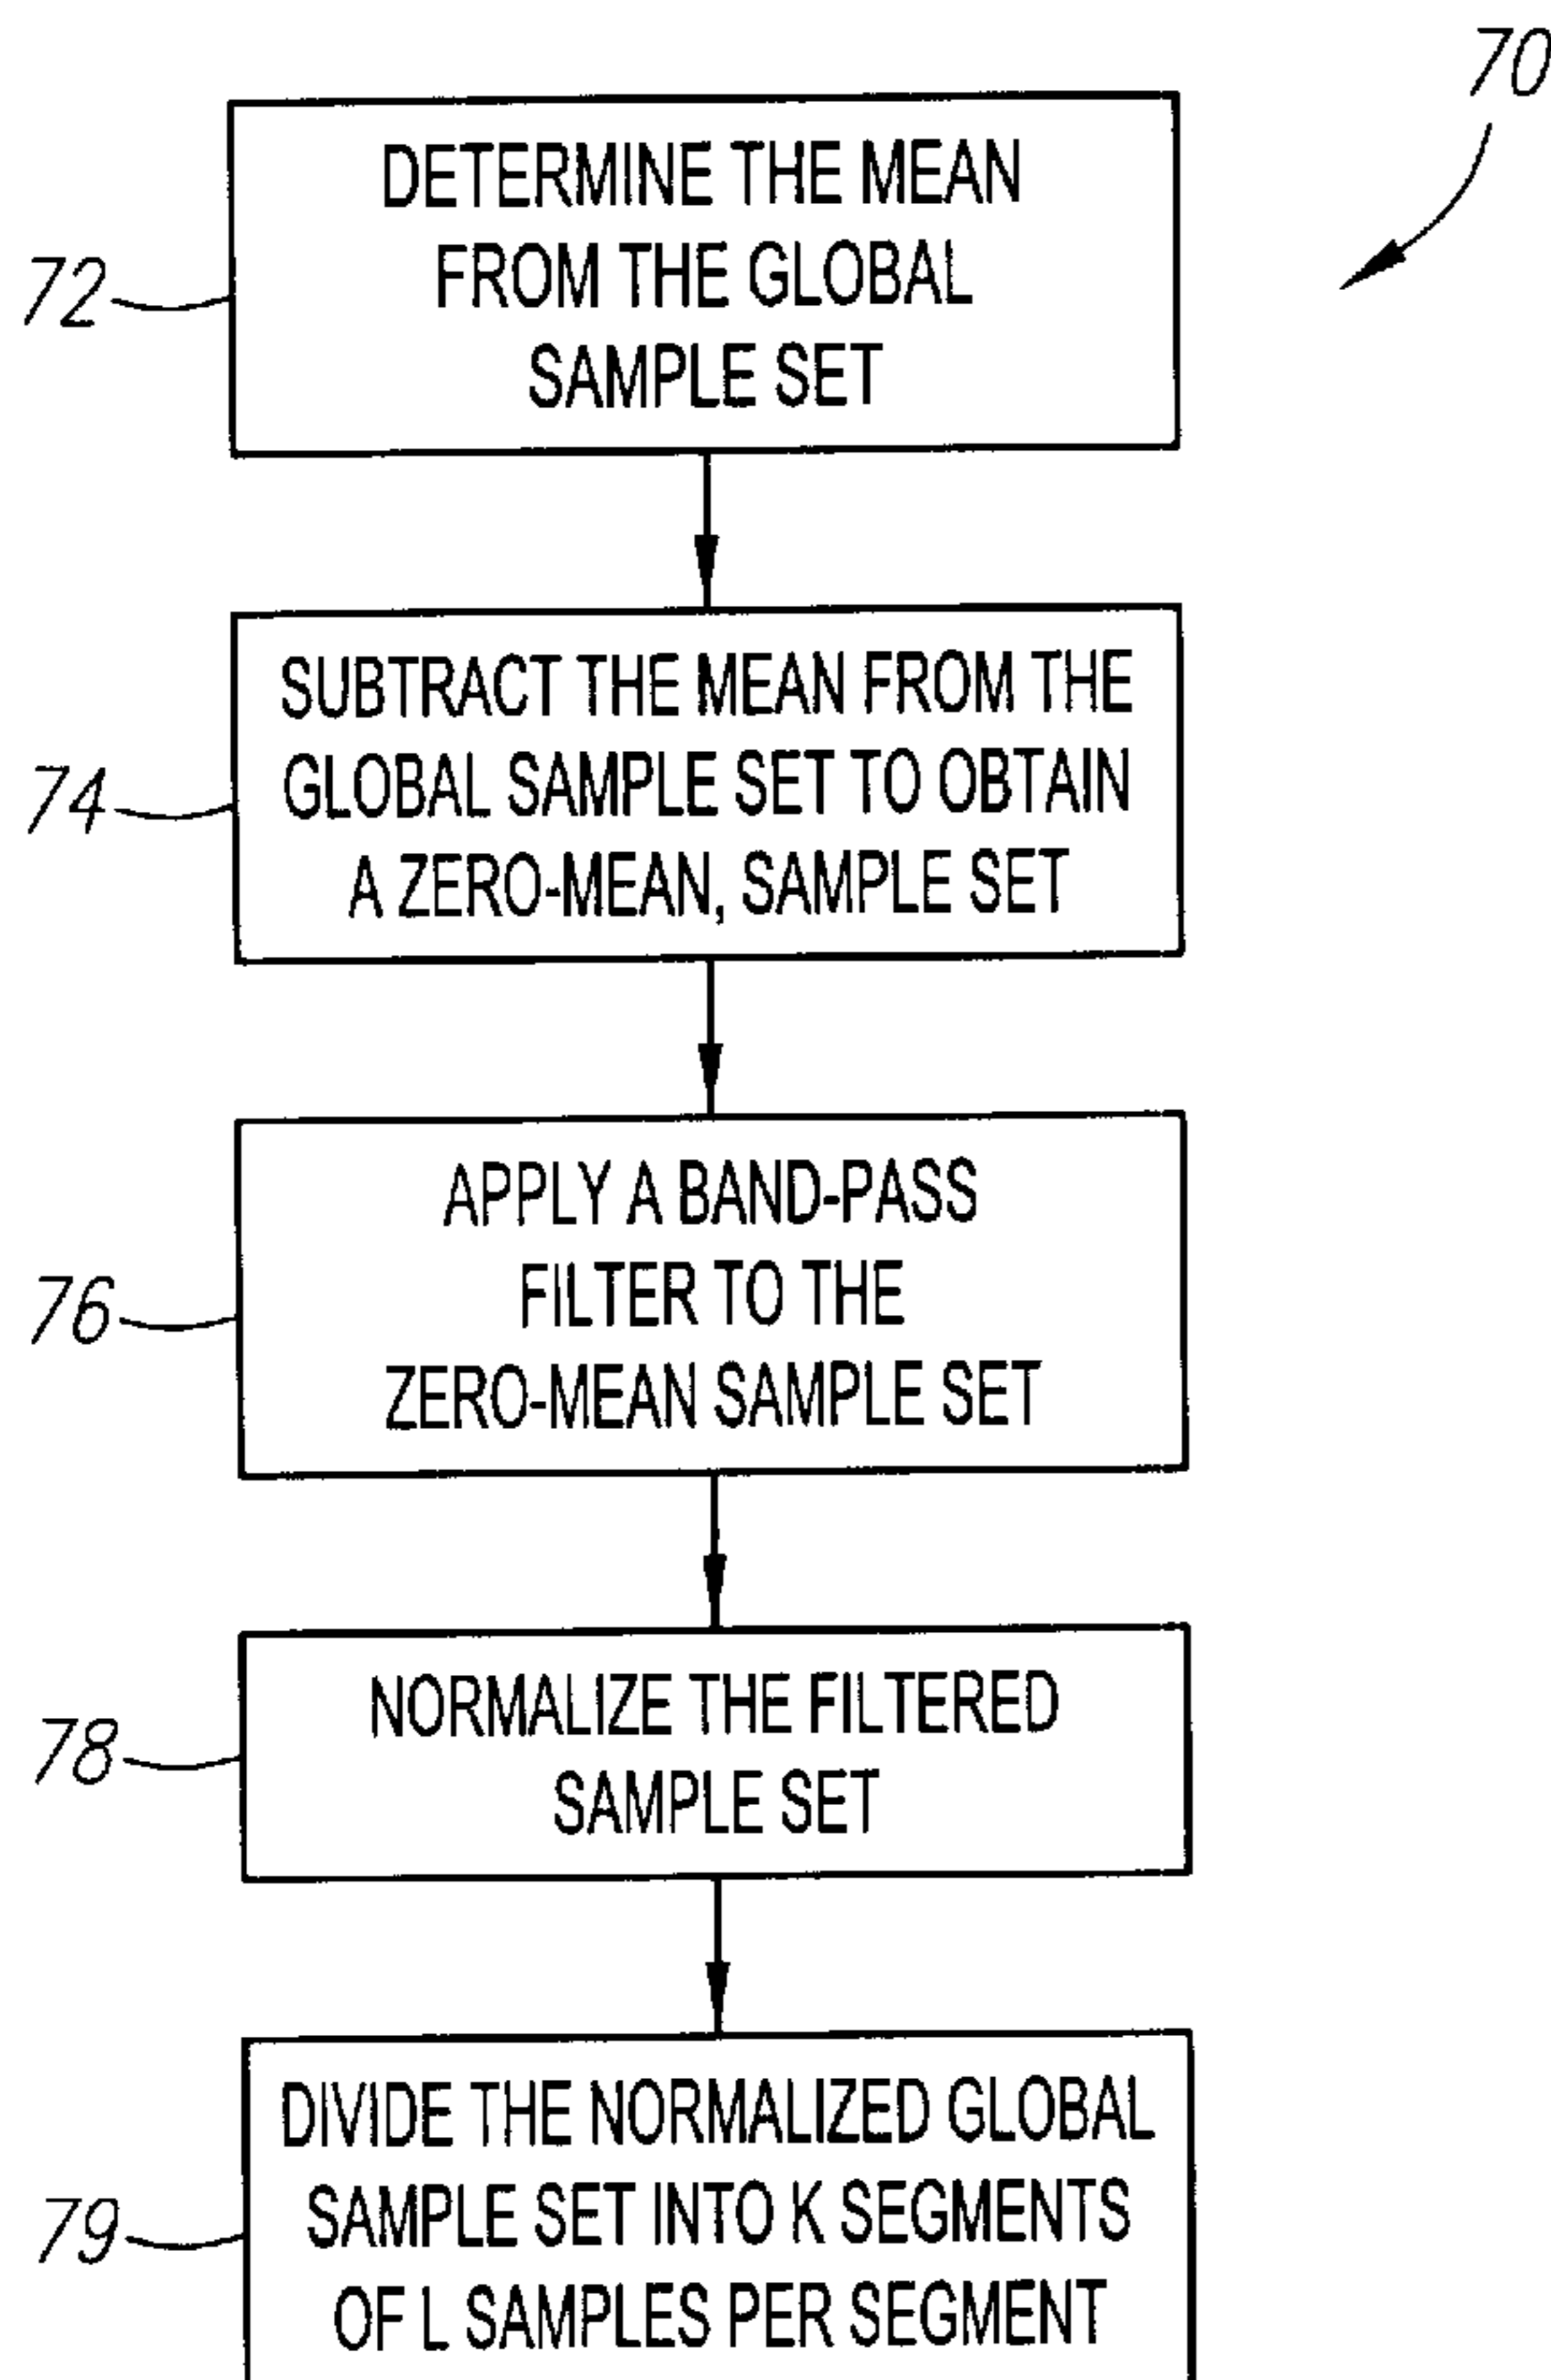 70
DETERMINE THE MEAN
FROM THE GLOBAL
SAMPLE SET
72
SUBTRACT THE MEAN FROM THE
GLOBAL SAMPLE SET TO OBTAIN
A ZERO-MEAN, SAMPLE SET
74
APPLY A BAND-PASS
FILTER TO THE
ZERO-MEAN SAMPLE SET
76
NORMALIZE THE FILTERED
SAMPLE SET
78
DIVIDE THE NORMALIZED GLOBAL
SAMPLE SET INTO K SEGMENTS
OF L SAMPLES PER SEGMENT
79